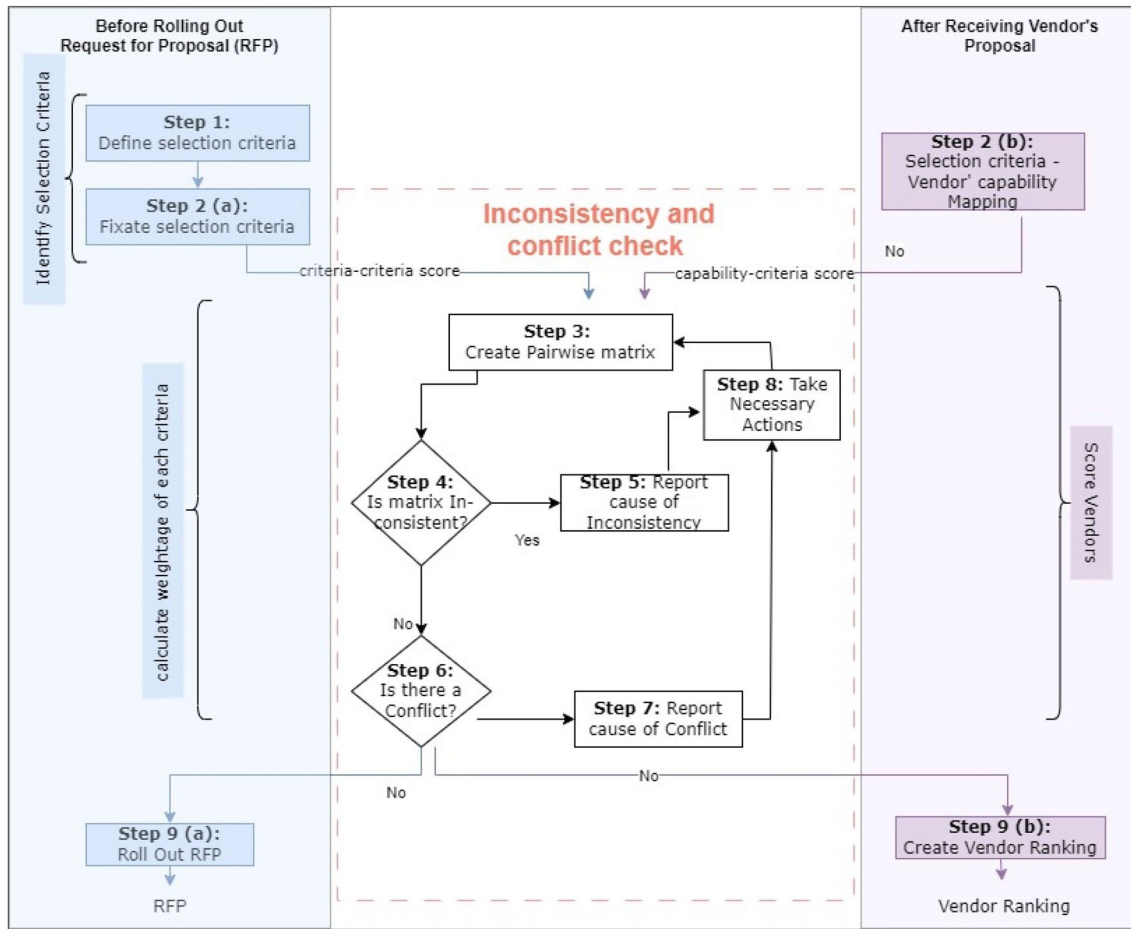 Before Rolling Out
Request for Proposal (RFP)
After Receiving Vendor's
Proposal
Identify Selection Criteria
Step 1:
Define selection criteria
Step 2 (a):
Fixate selection criteria
Step 2 (b):
Selection criteria -
Vendor' capability
Mapping
Inconsistency and
conflict check
No
criteria-criteria score
capability-criteria score
Step 3:
Create Pairwise matrix
calculate weightage of each criteria
Step 8: Take
Necessary
Actions
Score Vendors
Step 4:
Is matrix In-
consistent?
Step 5: Report
cause of
Inconsistency
Yes
No
Step 6:
Is there a
Conflict?
Step 7: Report
cause of Conflict
No
No
Step 9 (a):
Roll Out RFP
Step 9 (b):
Create Vendor Ranking
RFP
Vendor Ranking